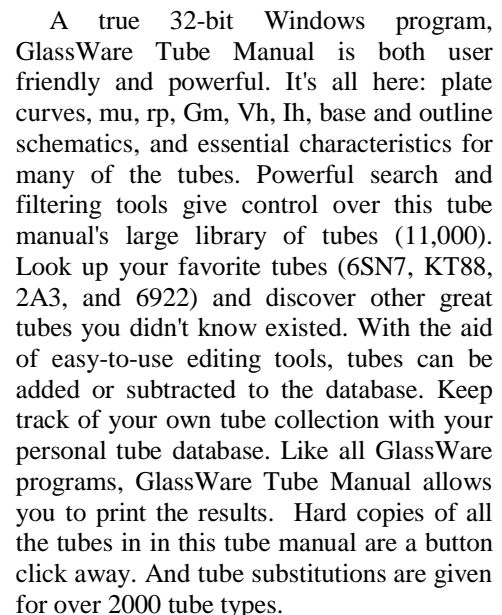 A true 32-bit Windows program,
GlassWare Tube Manual is both user
friendly and powerful. It's all here: plate
curves, mu, rp, Gm, Vh, Ih, base and outline
schematics, and essential characteristics for
many of the tubes. Powerful search and
filtering tools give control over this tube
manual's large library of tubes (11,000).
Look up your favorite tubes (6SN7, KT88,
2A3, and 6922) and discover other great
tubes you didn't know existed. With the aid
of easy-to-use editing tools, tubes can be
added or subtracted to the database. Keep
track of your own tube collection with your
personal tube database. Like all GlassWare
programs, GlassWare Tube Manual allows
you to print the results. Hard copies of all
the tubes in in this tube manual are a button
click away. And tube substitutions are given
for over 2000 tube types.